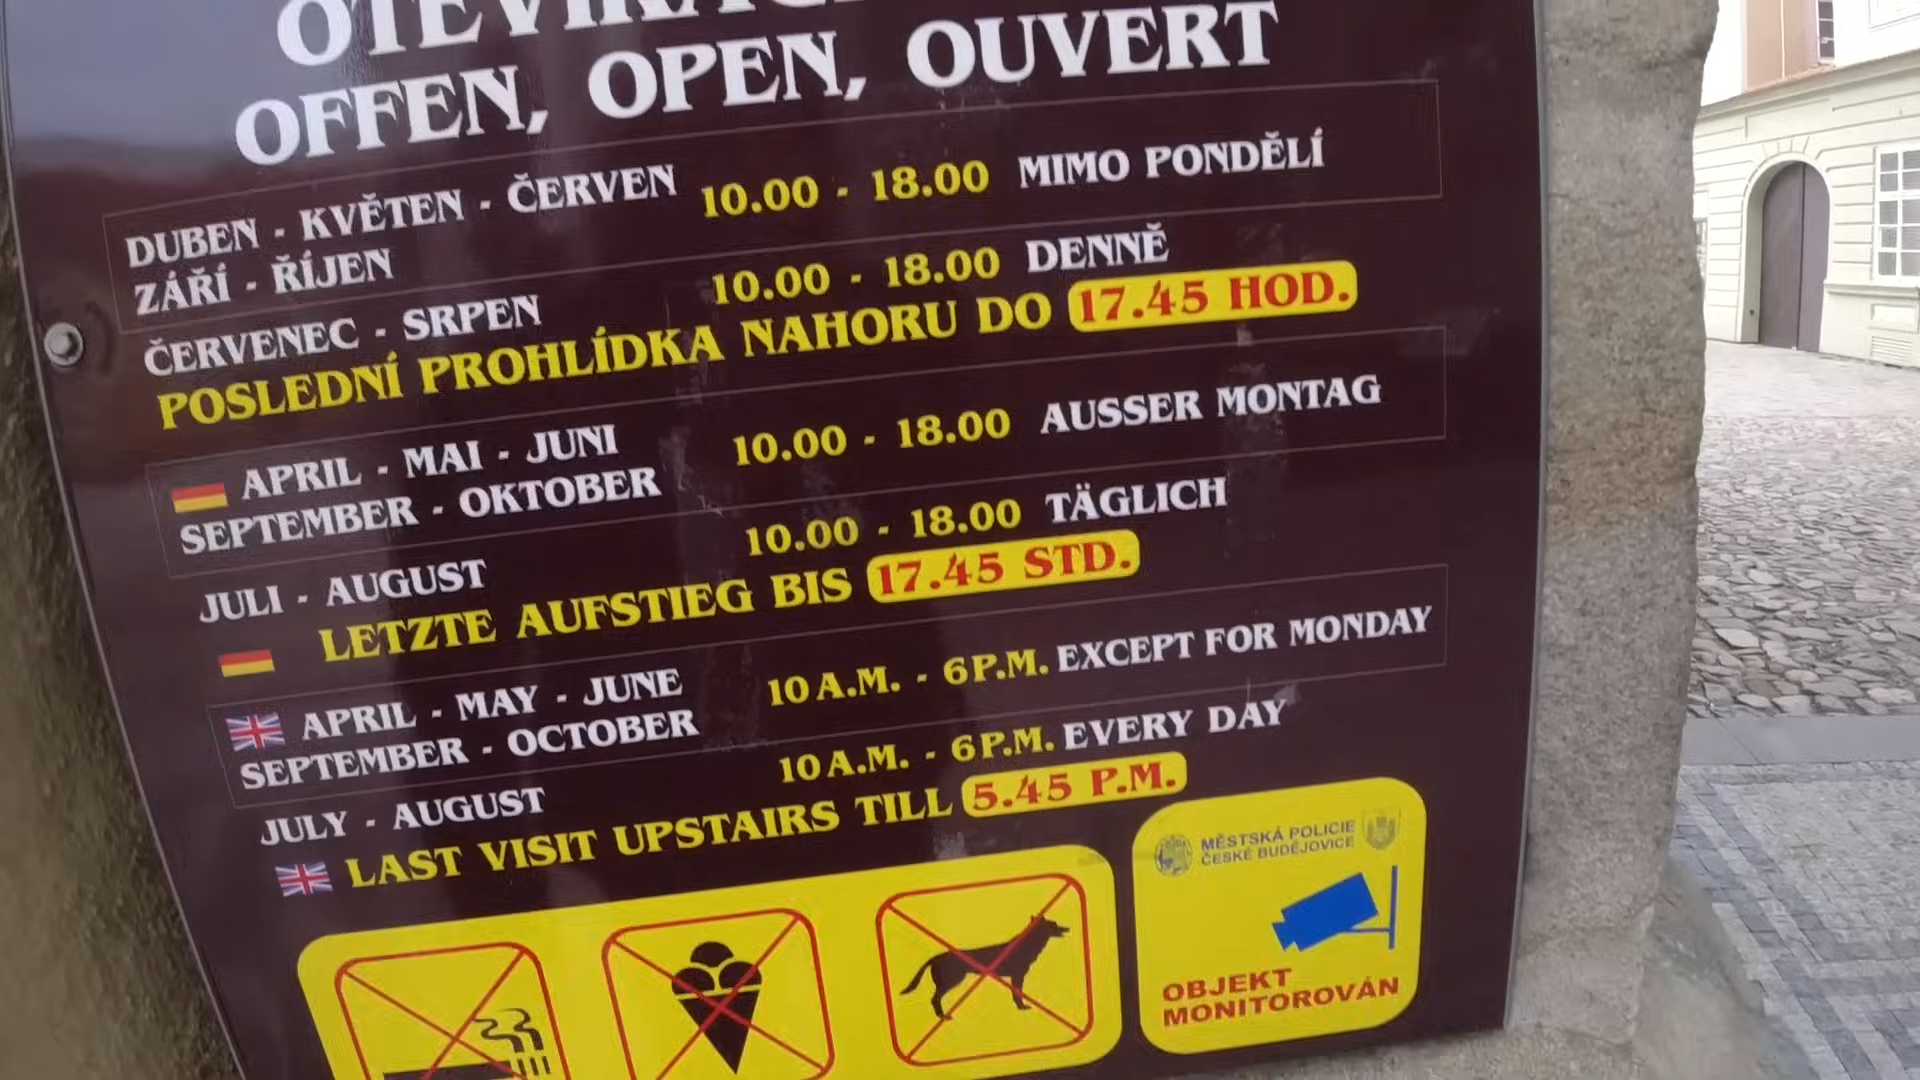 OFFEN, OPEN, OUVERT
DUBEN - KVĚTEN - ČERVEN 10.00 - 18.00 MIMO PONDĚLÍ
ZÁŘÍ - ŘÍJEN
10.00 - 18.00 DENNĚ
ČERVENEC - SRPEN
POSLEDNÍ PROHLÍDKA NAHORU DO 17.45 HOD.
APRIL - MAI - JUNI 10.00 - 18.00 AUSSER MONTAG
SEPTEMBER - OKTOBER
10.00 - 18.00 TÄGLICH
JULI - AUGUST
LETZTE AUFSTIEG BIS 17.45 STD.
APRIL - MAY - JUNE 10 A.M. - 6 P.M. EXCEPT FOR MONDAY
SEPTEMBER - OCTOBER
10 A.M. - 6 P.M. EVERY DAY
JULY - AUGUST
LAST VISIT UPSTAIRS TILL 5.45 P.M.
MĚSTSKÁ POLICIE
ČESKÉ BUDĚJOVICE
OBJEKT
MONITOROVÁN